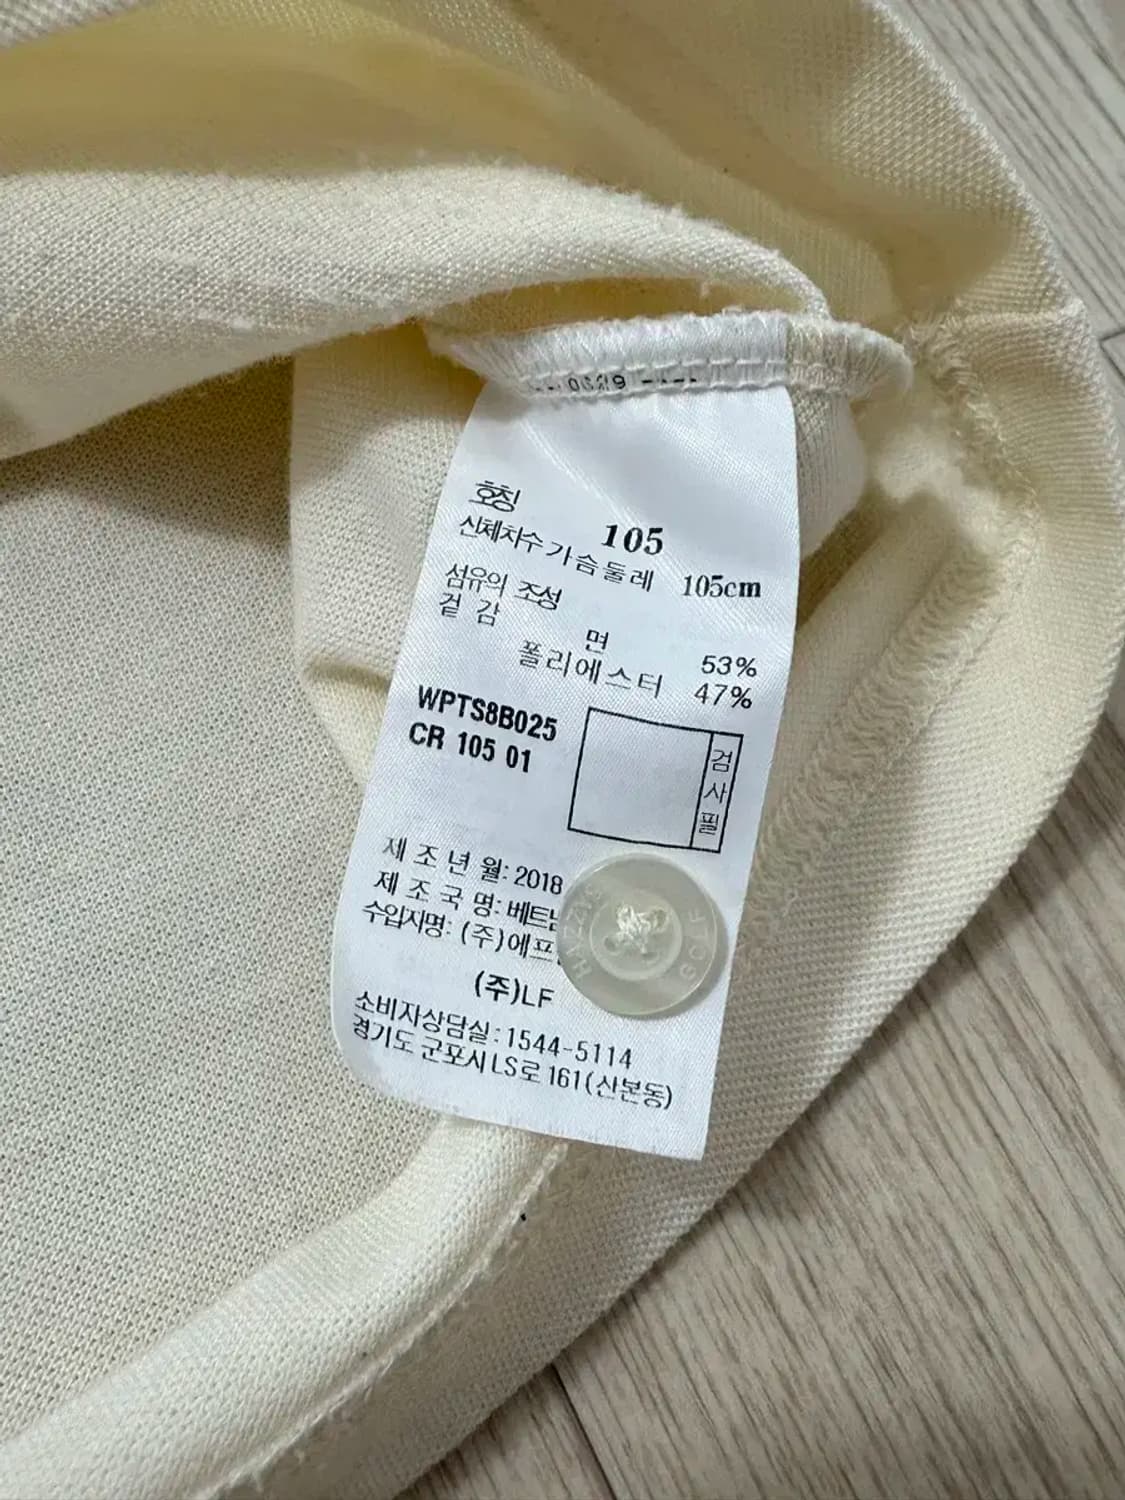 0629
호칭 105
신체치수 가슴둘레 105cm
섬유의 조성
겉감
면 53%
폴리에스터 47%
WPTS8B025
CR 105 01
검사필
제조년월: 2018
제조국명: 베트남
수입자명: (주)에프
(주)LF
소비자상담실: 1544-5114
경기도 군포시 LS로 161(산본동)
HAZZYS GOLF